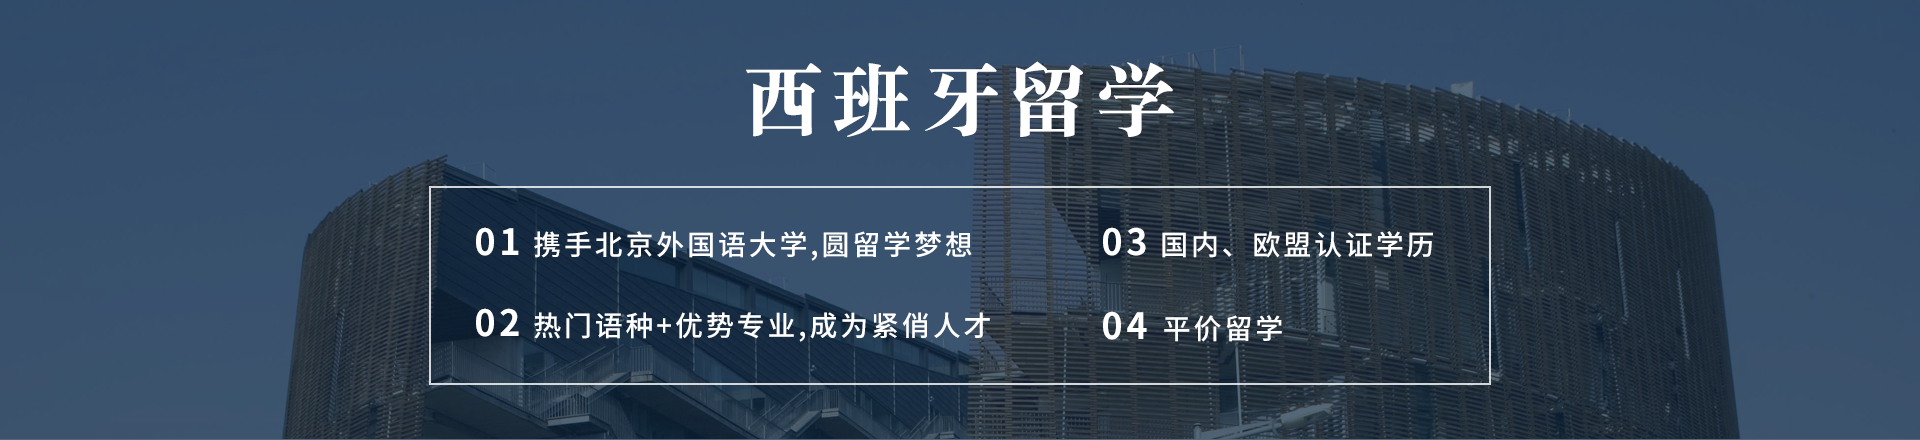 西班牙留学
01 携手北京外国语大学,圆留学梦想
02 热门语种+优势专业,成为紧俏人才
03 国内、欧盟认证学历
04 平价留学